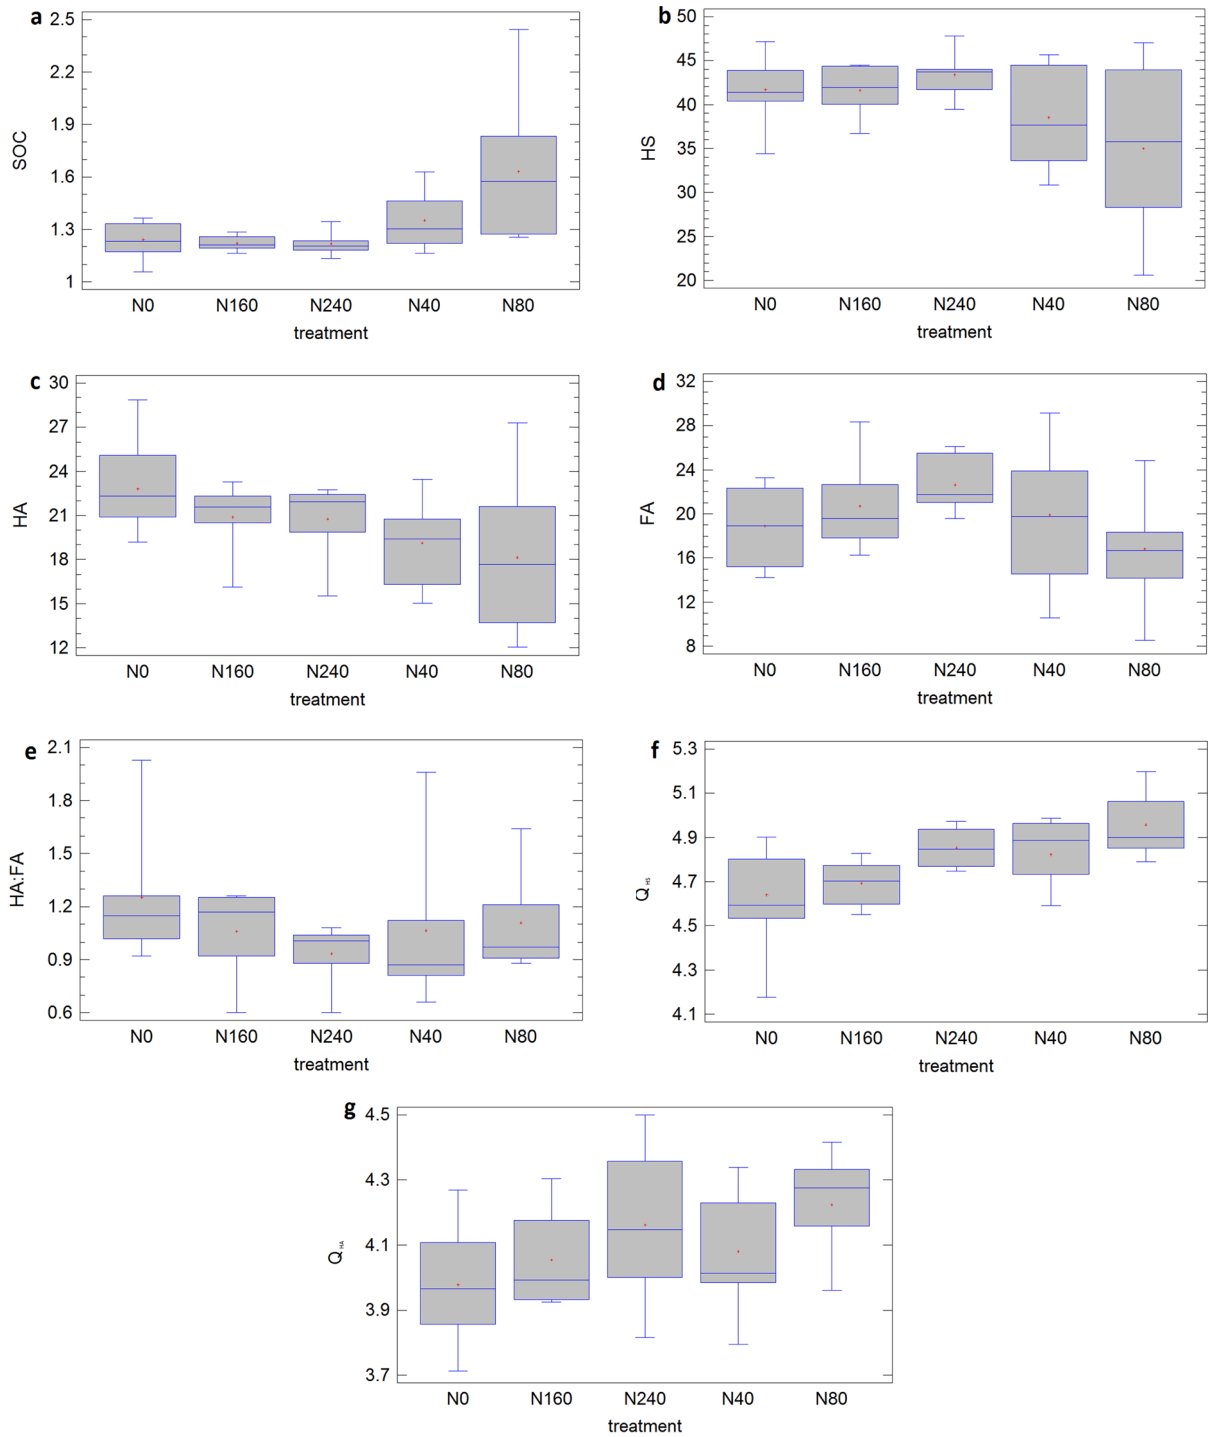 a
2.5
2.2
1.9
1.6
1.3
1
SOC
N0 N160 N240 N40 N80
treatment
b
50
45
40
35
30
25
20
HS
N0 N160 N240 N40 N80
treatment
c
30
27
24
21
18
15
12
HA
N0 N160 N240 N40 N80
treatment
d
32
28
24
20
16
12
8
FA
N0 N160 N240 N40 N80
treatment
e
2.1
1.8
1.5
1.2
0.9
0.6
HA:FA
N0 N160 N240 N40 N80
treatment
f
5.3
5.1
4.9
4.7
4.5
4.3
4.1
Q HS
N0 N160 N240 N40 N80
treatment
g
4.5
4.3
4.1
3.9
3.7
Q HA
N0 N160 N240 N40 N80
treatment